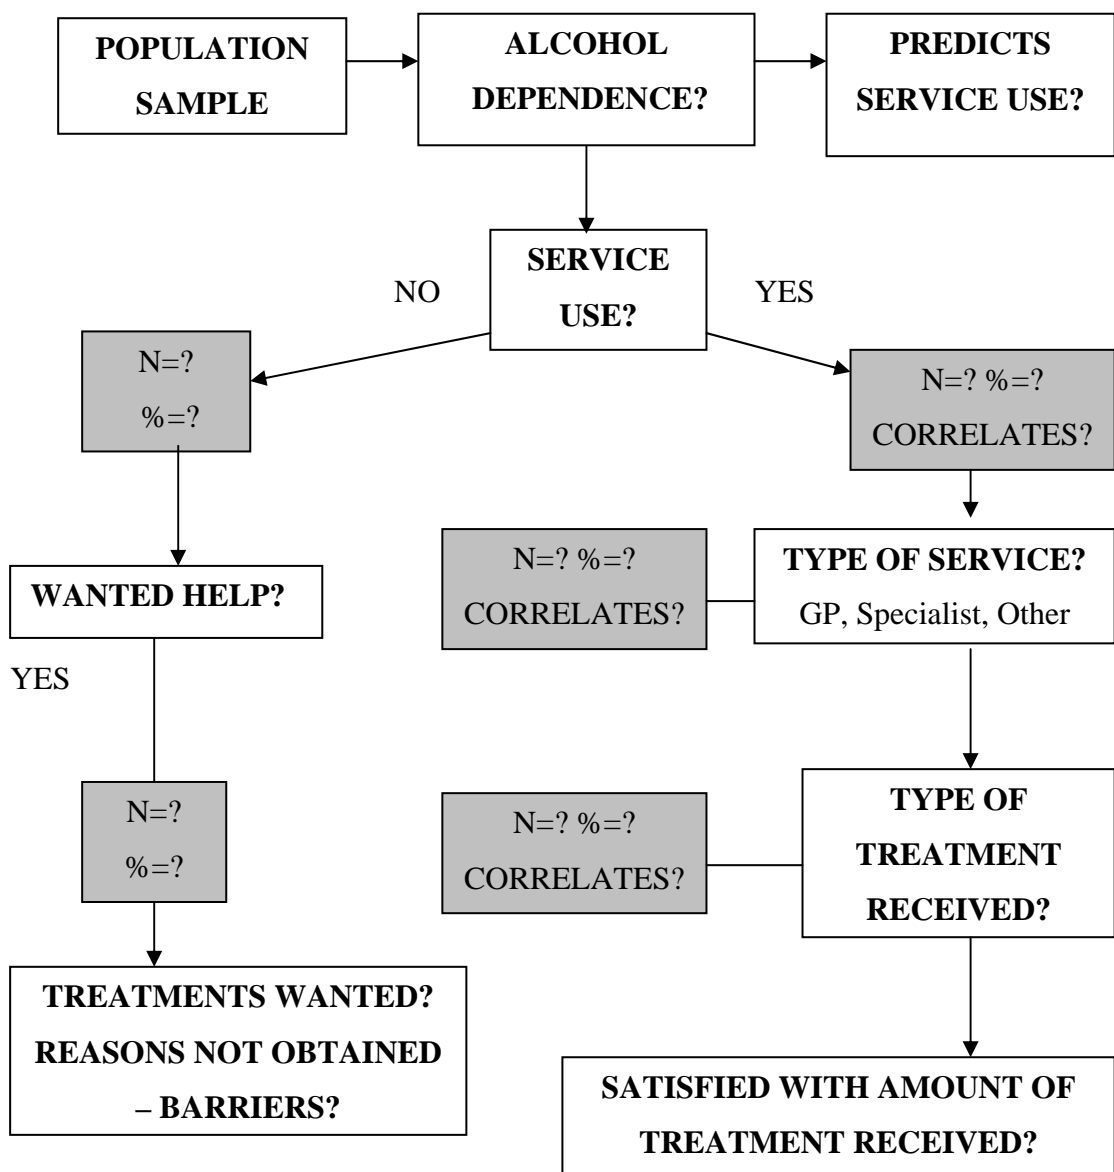 POPULATION
SAMPLE
ALCOHOL
DEPENDENCE?
PREDICTS
SERVICE USE?
SERVICE
USE?
NO
YES
N=?
%=?
N=? %=?
CORRELATES?
WANTED HELP?
N=? %=?
CORRELATES?
TYPE OF SERVICE?
GP, Specialist, Other
YES
N=?
%=?
N=? %=?
CORRELATES?
TYPE OF
TREATMENT
RECEIVED?
TREATMENTS WANTED?
REASONS NOT OBTAINED
– BARRIERS?
SATISFIED WITH AMOUNT OF
TREATMENT RECEIVED?